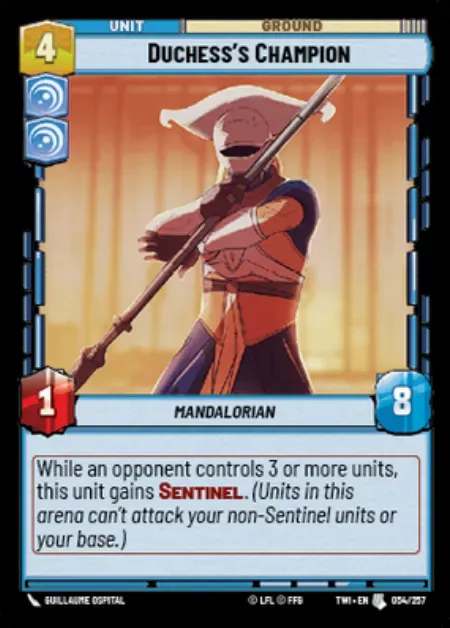 UNIT GROUND
4 DUCHESS'S CHAMPION
1 MANDALORIAN 8
While an opponent controls 3 or more units,
this unit gains SENTINEL. (Units in this
arena can't attack your non-Sentinel units or
your base.)
GUILLAUME OSPITAL © LFL © FFG TWI•EN C 054/257